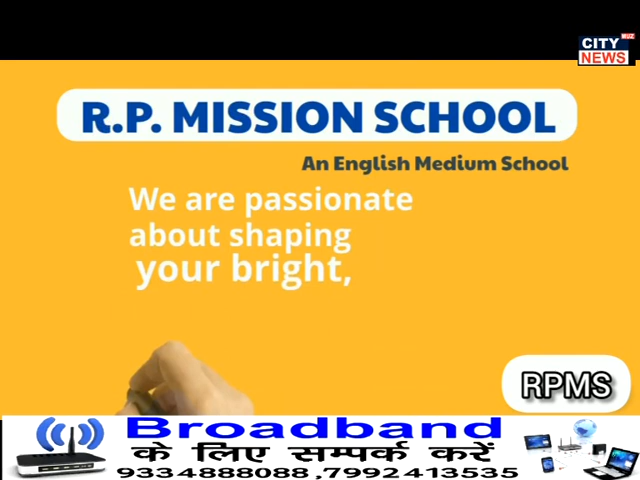 CITY MUZ
NEWS
R.P. MISSION SCHOOL
An English Medium School
We are passionate
about shaping
your bright,
RPMS
Broadband
के लिए सम्पर्क करें
9334888088 ,7992413535